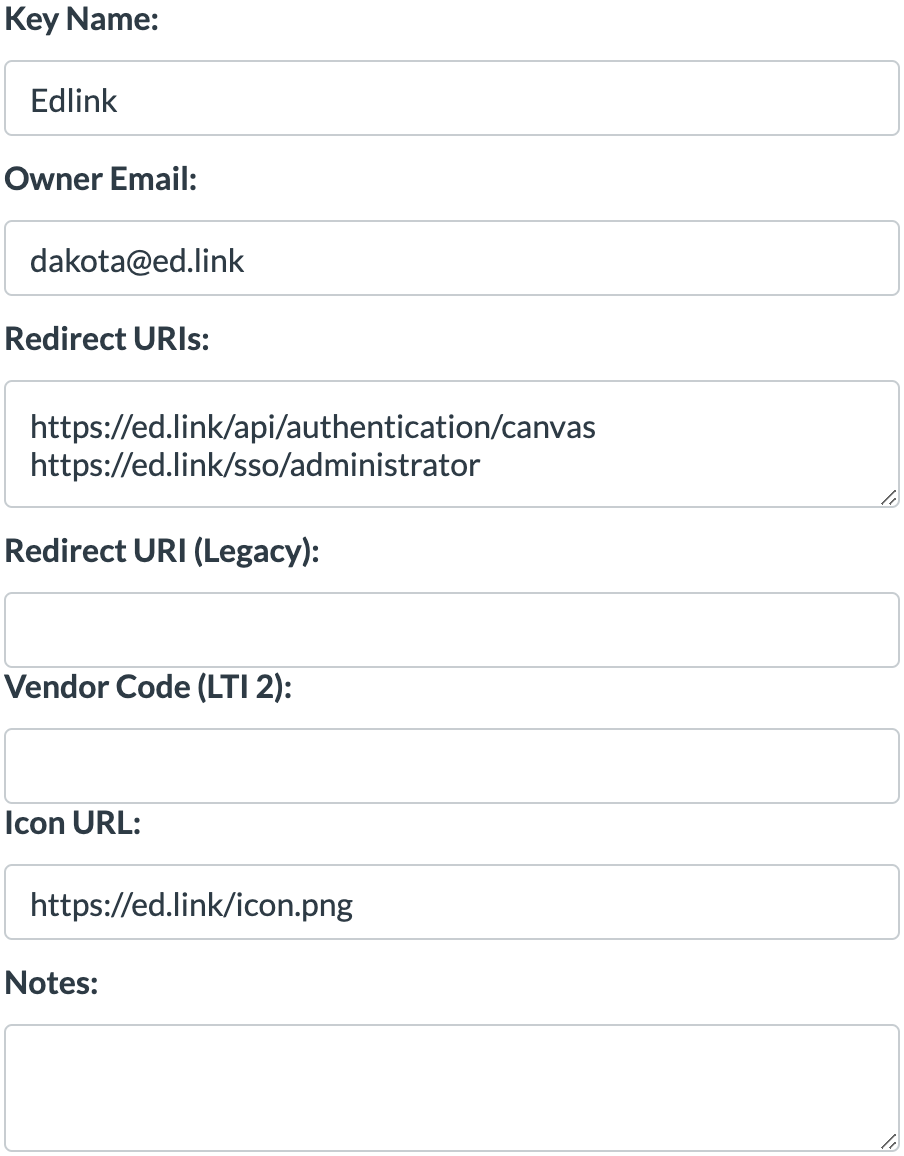 Key Name:
Edlink
Owner Email:
dakota@ed.link
Redirect URIs:
https://ed.link/api/authentication/canvas
https://ed.link/sso/administrator
Redirect URI (Legacy):
Vendor Code (LTI 2):
Icon URL:
https://ed.link/icon.png
Notes: